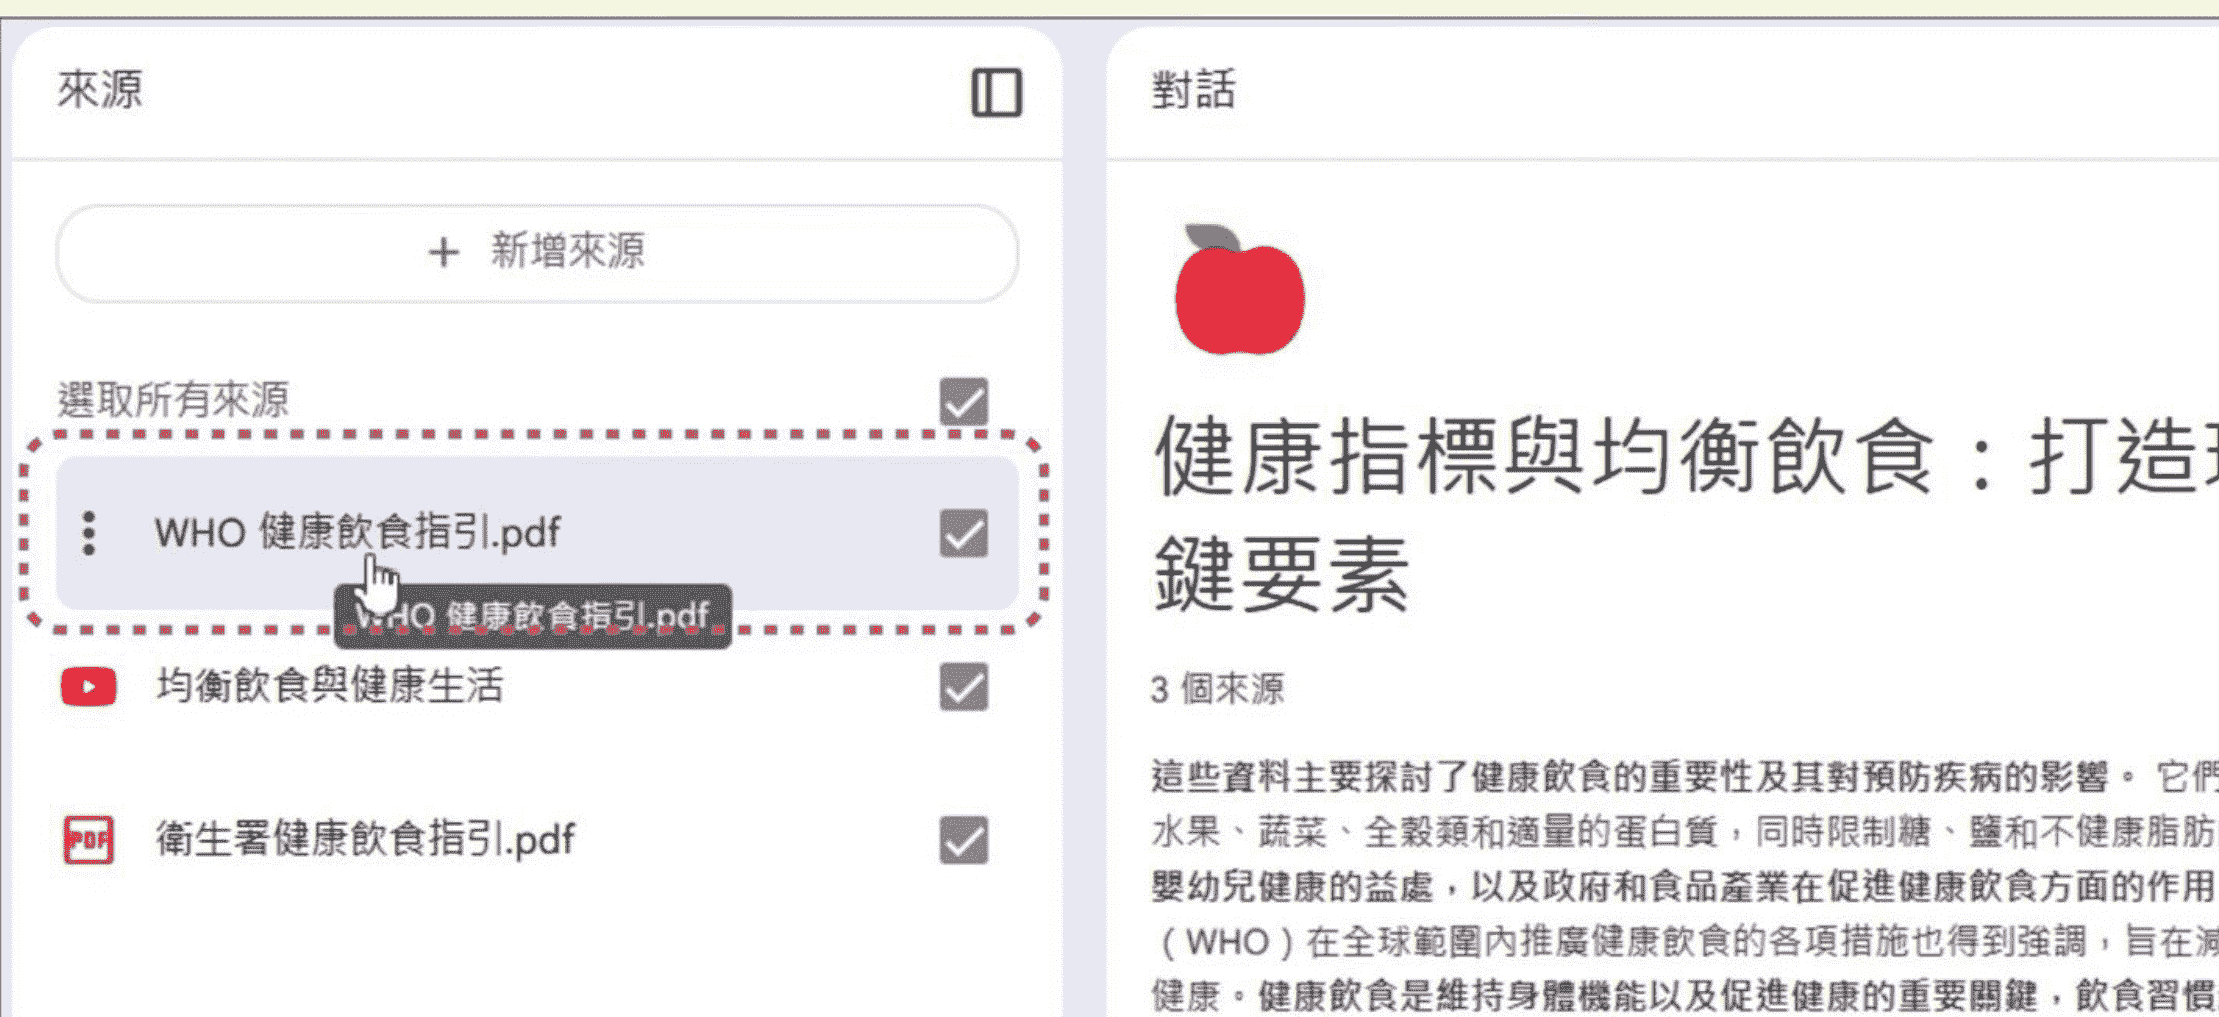 來源
新增來源
選取所有來源
WHO 健康飲食指引.pdf
WHO 健康飲食指引.pdf
均衡飲食與健康生活
PDF
衛生署健康飲食指引.pdf
對話
健康指標與均衡飲食：打造
鍵要素
3 個來源
這些資料主要探討了健康飲食的重要性及其對預防疾病的影響。它們
水果、蔬菜、全穀類和適量的蛋白質，同時限制糖、鹽和不健康脂肪
嬰幼兒健康的益處，以及政府和食品產業在促進健康飲食方面的作用
（WHO）在全球範圍內推廣健康飲食的各項措施也得到強調，旨在減
健康。健康飲食是維持身體機能以及促進健康的重要關鍵，飲食習慣